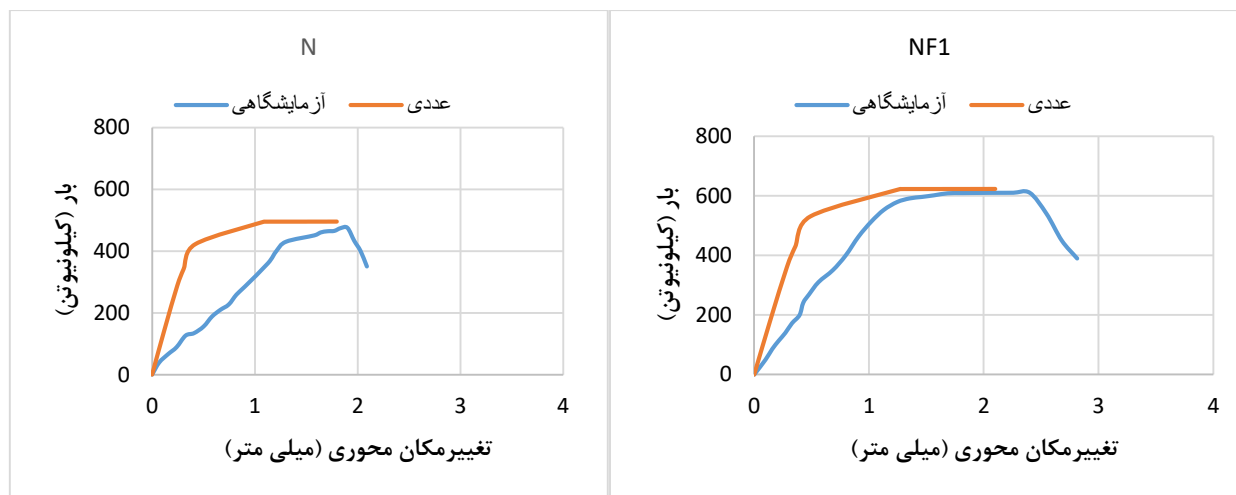 N
آزمایشگاهی عددی
800
600
400
200
0
0 1 2 3 4
بار (کیلونیوتن)
تغییرمکان محوری (میلی متر)
NF1
آزمایشگاهی عددی
800
600
400
200
0
0 1 2 3 4
بار (کیلونیوتن)
تغییرمکان محوری (میلی متر)